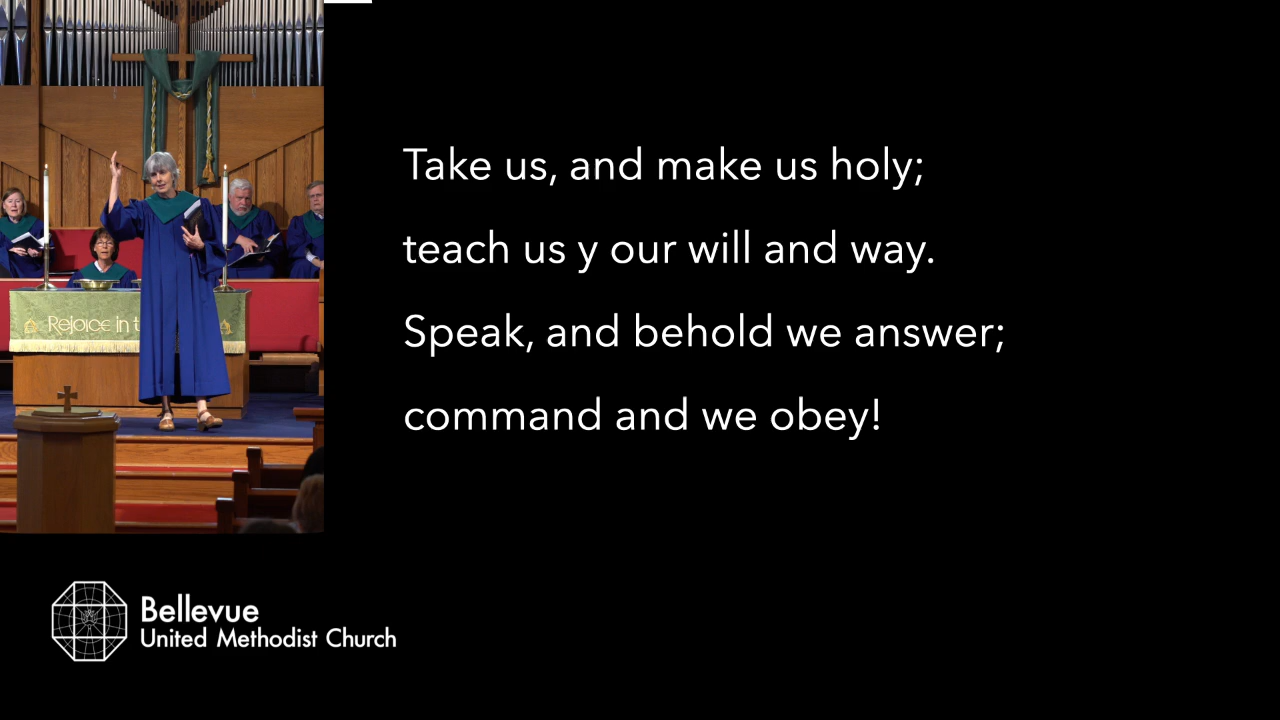 Take us, and make us holy;
teach us y our will and way.
Speak, and behold we answer;
command and we obey!
Rejoice in t
Bellevue
United Methodist Church